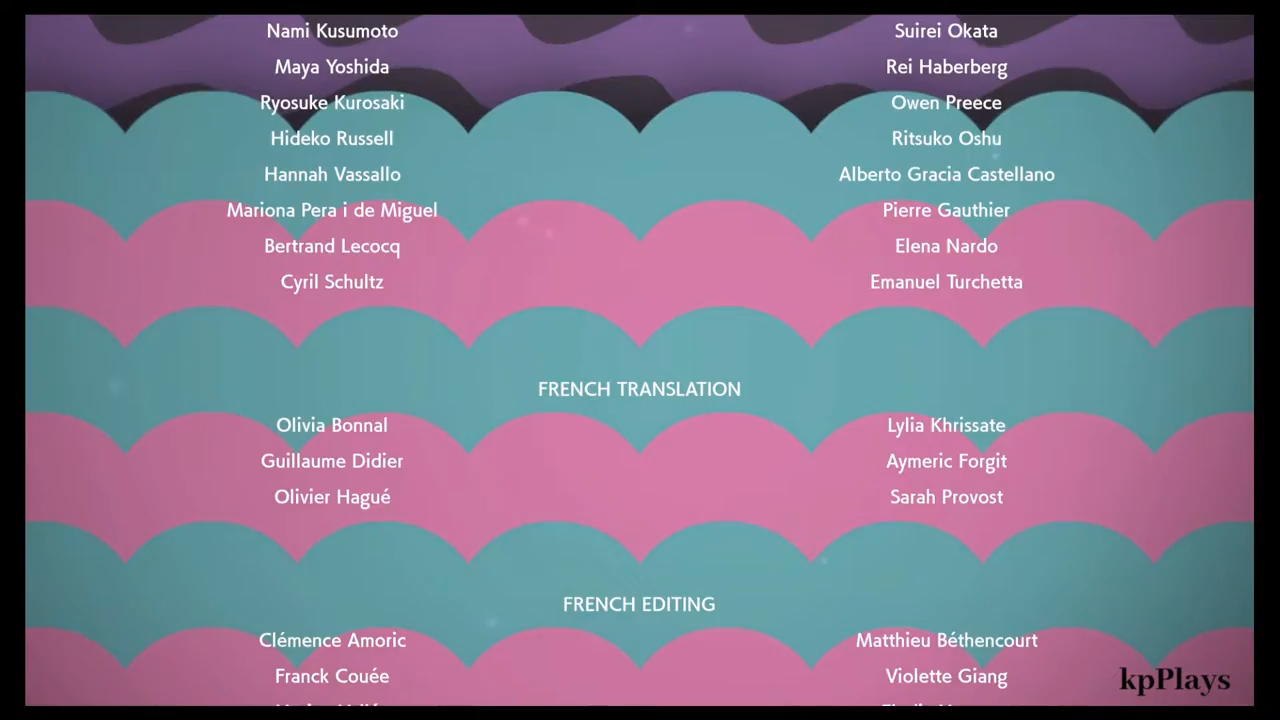 Nami Kusumoto Suirei Okata
Maya Yoshida Rei Haberberg
Ryosuke Kurosaki Owen Preece
Hideko Russell Ritsuko Oshu
Hannah Vassallo Alberto Gracia Castellano
Mariona Pera i de Miguel Pierre Gauthier
Bertrand Lecocq Elena Nardo
Cyril Schultz Emanuel Turchetta
FRENCH TRANSLATION
Olivia Bonnal Lylia Khrissate
Guillaume Didier Aymeric Forgit
Olivier Hagué Sarah Provost
FRENCH EDITING
Clémence Amoric Matthieu Béthencourt
Franck Couée Violette Giang
kpPlays